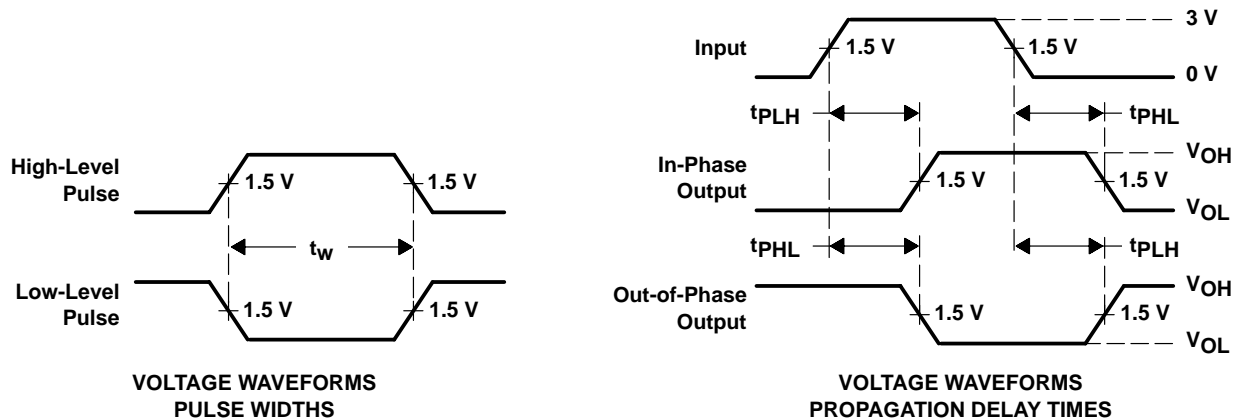 High-Level
Pulse
1.5 V
1.5 V
tw
Low-Level
Pulse
1.5 V
1.5 V
VOLTAGE WAVEFORMS
PULSE WIDTHS
Input
1.5 V
1.5 V
3 V
0 V
tPLH
tPHL
In-Phase
Output
1.5 V
1.5 V
VOH
VOL
tPHL
tPLH
Out-of-Phase
Output
1.5 V
1.5 V
VOH
VOL
VOLTAGE WAVEFORMS
PROPAGATION DELAY TIMES